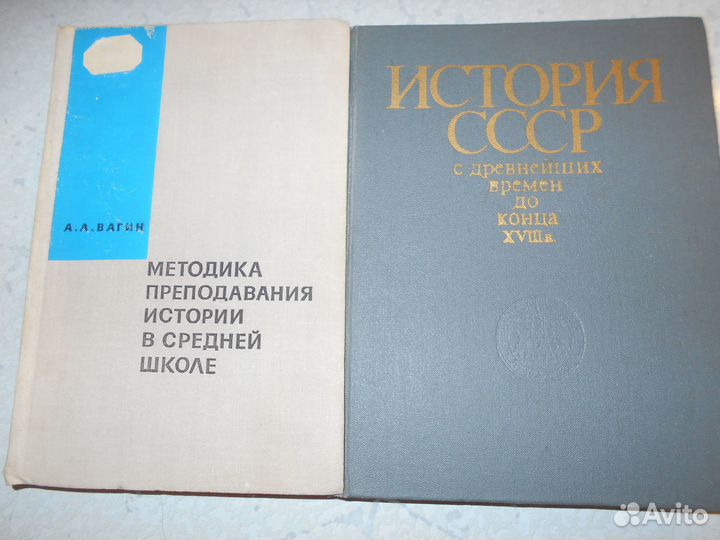 А.А.ВАГИН
МЕТОДИКА
ПРЕПОДАВАНИЯ
ИСТОРИИ
В СРЕДНЕЙ
ШКОЛЕ
ИСТОРИЯ
СССР
с древнейших
времен
до
конца
XVIII в.
Avito